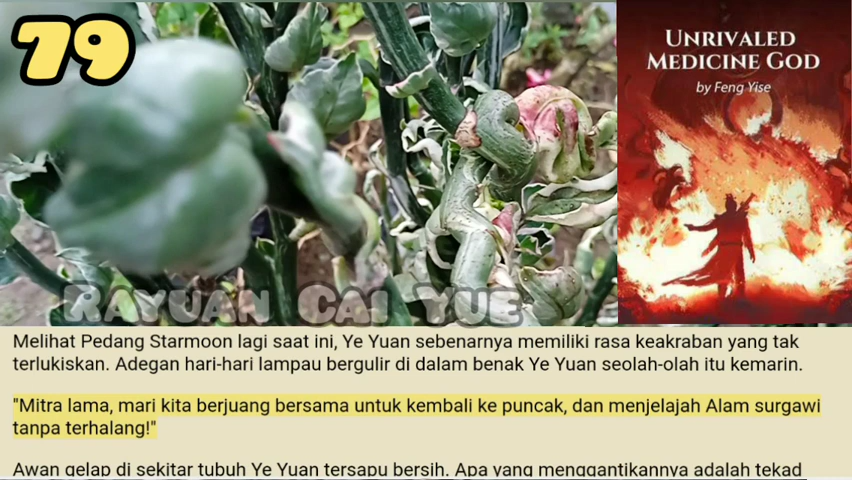 79
UNRIVALED
MEDICINE GOD
by Feng Yise
RAYUAN CAI YUE
Melihat Pedang Starmoon lagi saat ini, Ye Yuan sebenarnya memiliki rasa keakraban yang tak
terlukiskan. Adegan hari-hari lampau bergulir di dalam benak Ye Yuan seolah-olah itu kemarin.
"Mitra lama, mari kita berjuang bersama untuk kembali ke puncak, dan menjelajah Alam surgawi
tanpa terhalang!"
Awan gelap di sekitar tubuh Ye Yuan tersapu bersih. Apa yang menggantikannya adalah tekad